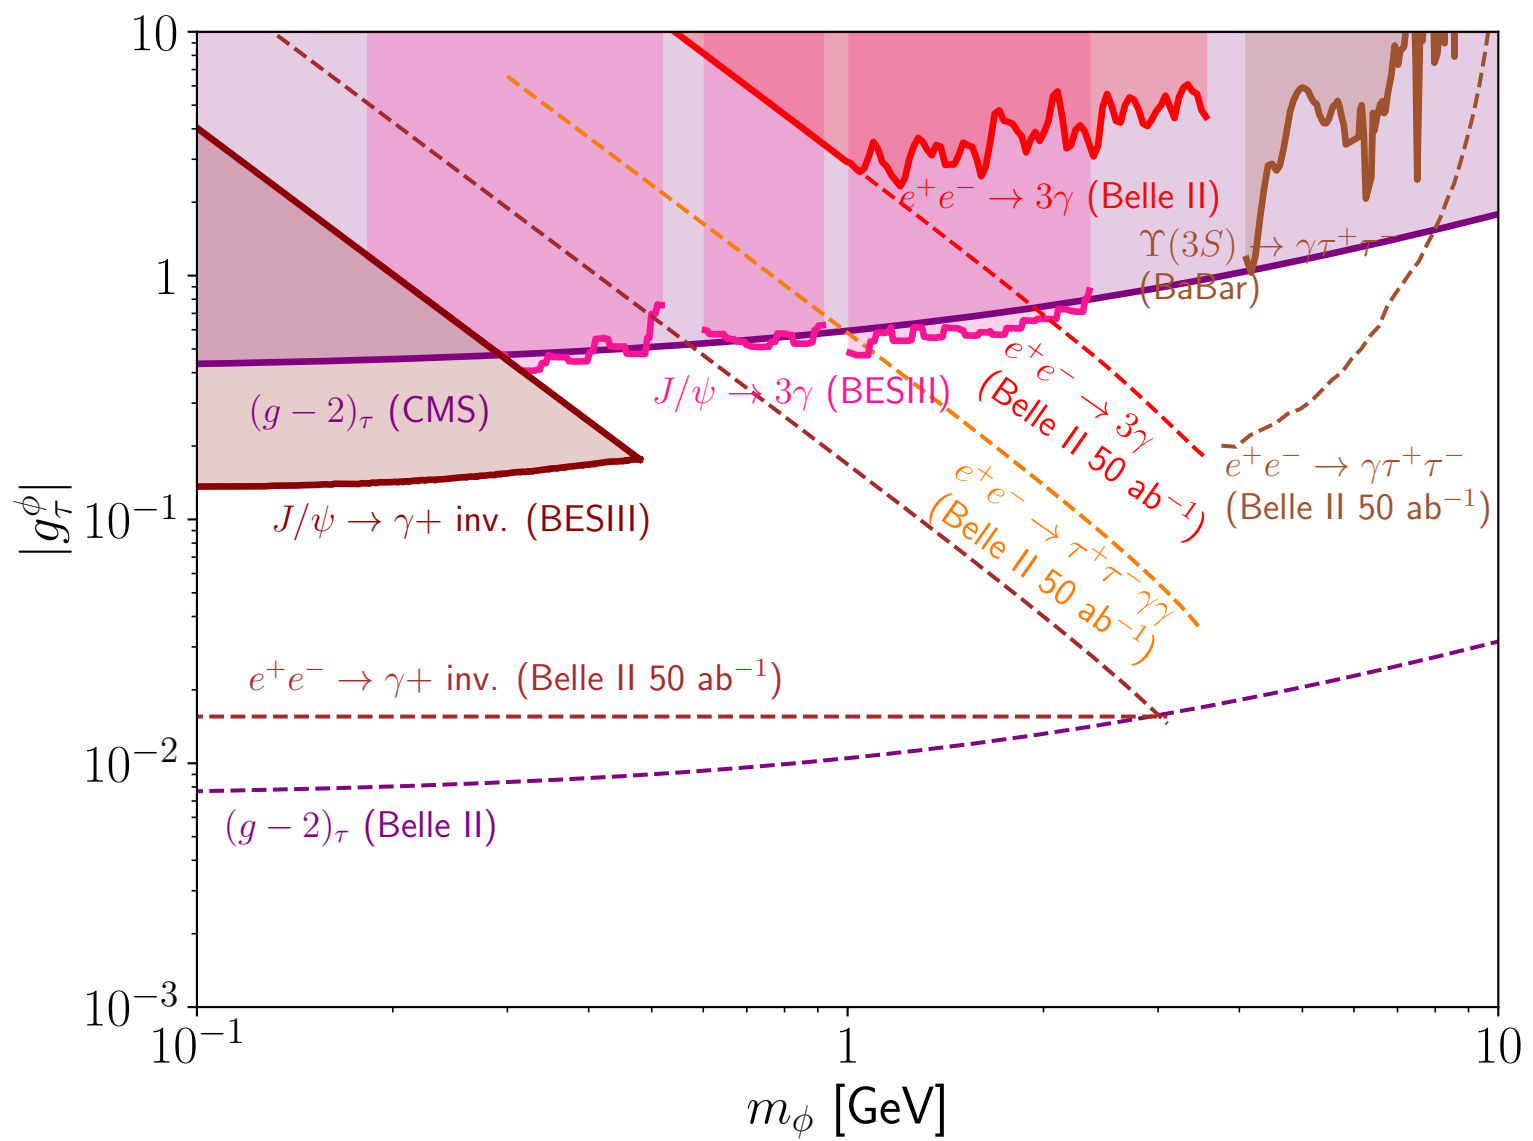 10
1
10⁻¹
10⁻²
10⁻³
|g_τ^ϕ|
e⁺e⁻ → 3γ (Belle II)
Υ(3S) → γτ⁺τ⁻
(BaBar)
(g − 2)_τ (CMS)
J/ψ → 3γ (BESIII)
e⁺e⁻ → 3γ
(Belle II 50 ab⁻¹)
e⁺e⁻ → γτ⁺τ⁻
(Belle II 50 ab⁻¹)
J/ψ → γ+ inv. (BESIII)
e⁺e⁻ → τ⁺τ⁻γγ
(Belle II 50 ab⁻¹)
e⁺e⁻ → γ+ inv. (Belle II 50 ab⁻¹)
(g − 2)_τ (Belle II)
10⁻¹ 1 10
m_ϕ [GeV]